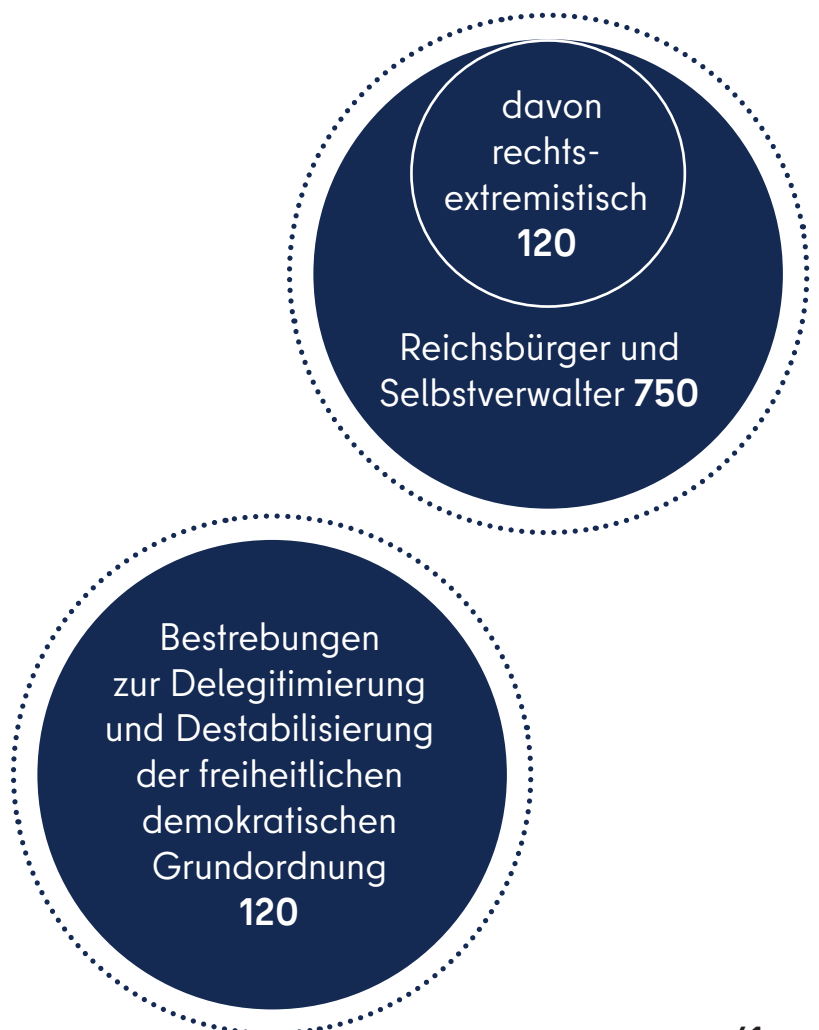 davon
rechts-
extremistisch
120
Reichsbürger und
Selbstverwalter 750
Bestrebungen
zur Delegitimierung
und Destabilisierung
der freiheitlichen
demokratischen
Grundordnung
120